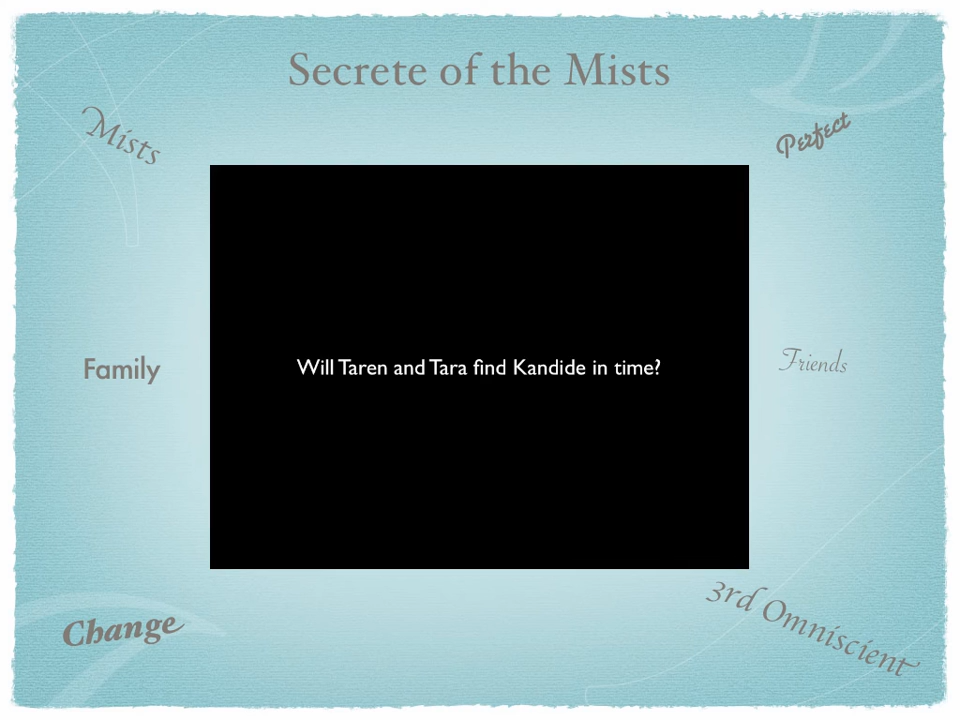 Secrete of the Mists
Mists
Perfect
Family
Will Taren and Tara find Kandide in time?
Friends
Change
3rd Omniscient